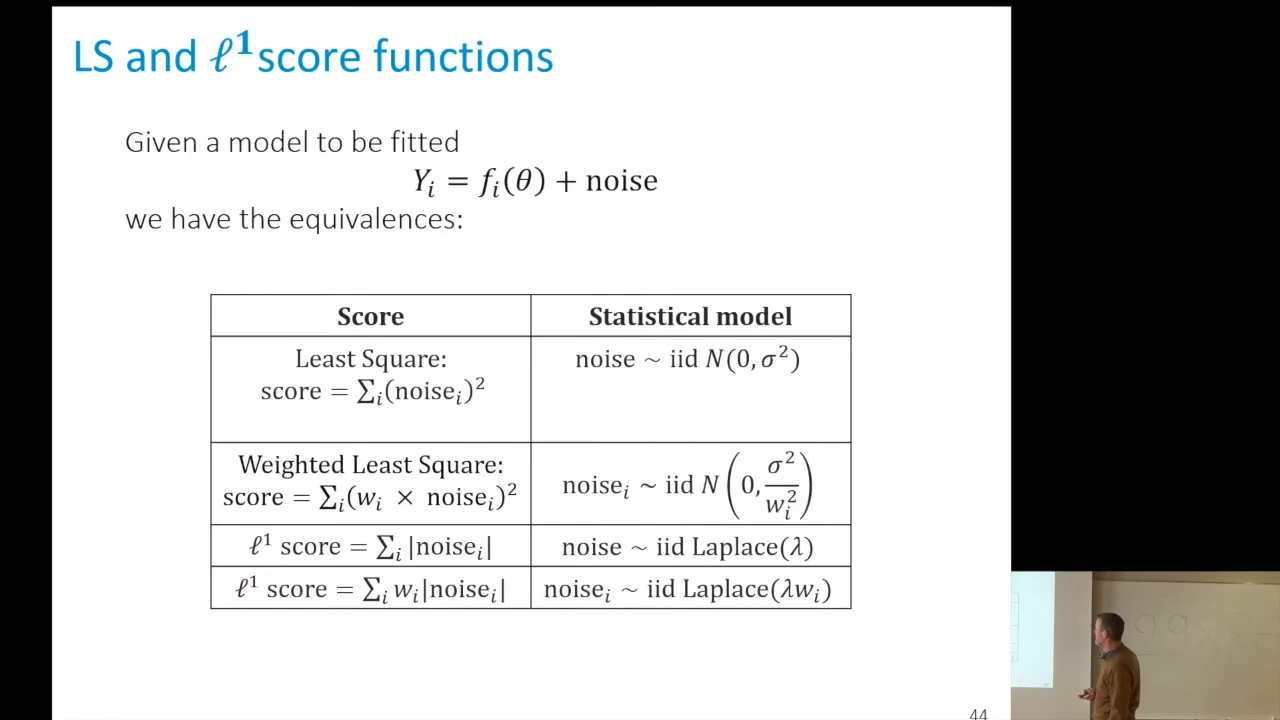 LS and ℓ¹ score functions
Given a model to be fitted
Yᵢ = fᵢ(θ) + noise
we have the equivalences:
Score
Statistical model
Least Square:
score = ∑ᵢ(noiseᵢ)²
noise ~ iid N(0, σ²)
Weighted Least Square:
score = ∑ᵢ(wᵢ × noiseᵢ)²
noiseᵢ ~ iid N(0, σ²/wᵢ²)
ℓ¹ score = ∑ᵢ|noiseᵢ|
noise ~ iid Laplace(λ)
ℓ¹ score = ∑ᵢ wᵢ|noiseᵢ|
noiseᵢ ~ iid Laplace(λwᵢ)
44